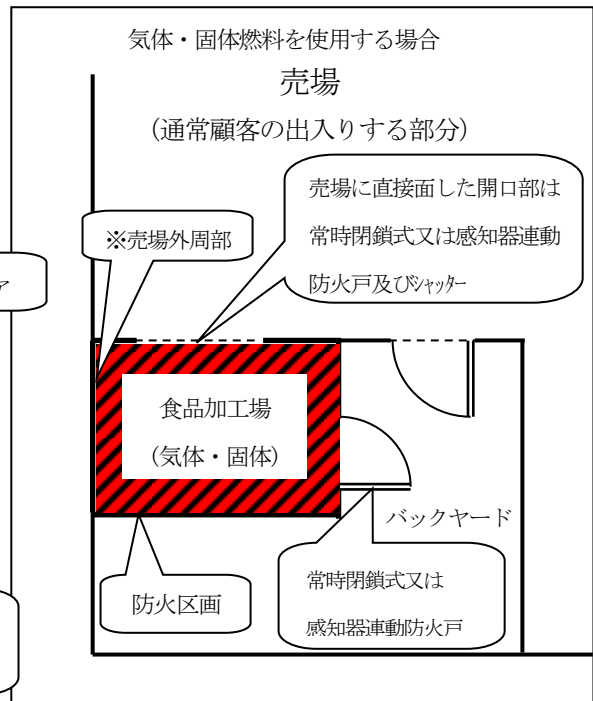 気体・固体燃料を使用する場合
売場
（通常顧客の出入りする部分）
売場に直接面した開口部は
常時閉鎖式又は感知器連動
防火戸及びｼｬｯﾀｰ
※売場外周部
ア
食品加工場
（気体・固体）
バックヤード
防火区画
常時閉鎖式又は
感知器連動防火戸